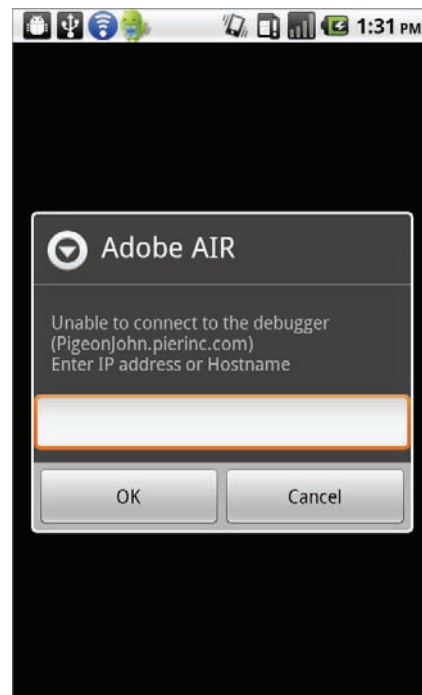 1:31 PM
Adobe AIR
Unable to connect to the debugger
(PigeonJohn.pierinc.com)
Enter IP address or Hostname
OK
Cancel